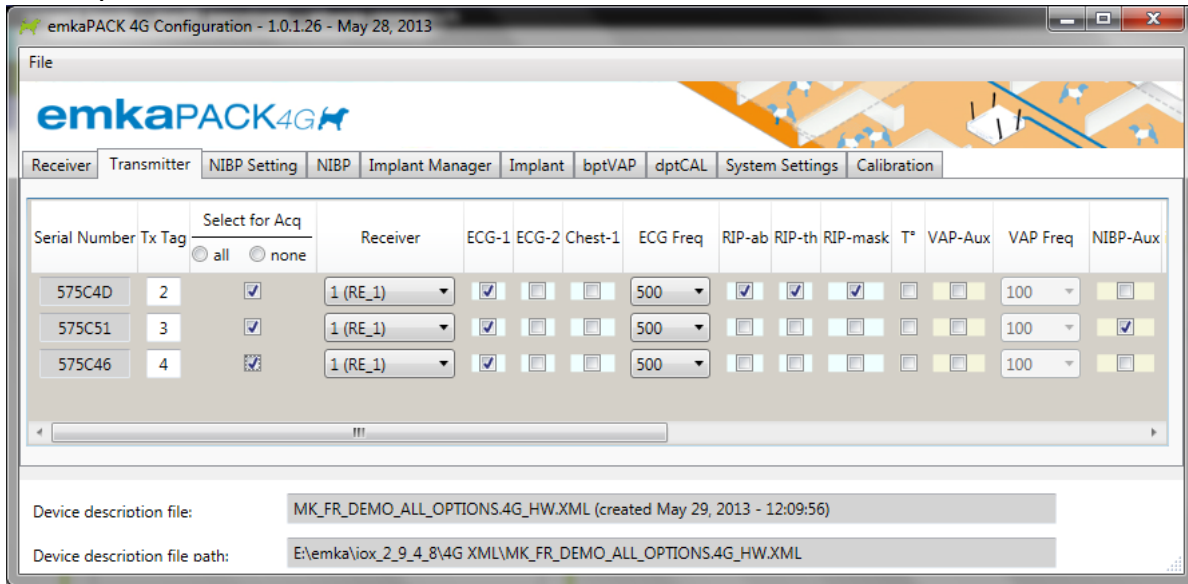 emkaPACK 4G Configuration - 1.0.1.26 - May 28, 2013
File
emkaPACK4G
Receiver Transmitter NIBP Setting NIBP Implant Manager Implant bptVAP dptCAL System Settings Calibration
Serial Number Tx Tag Select for Acq Receiver ECG-1 ECG-2 Chest-1 ECG Freq RIP-ab RIP-th RIP-mask T° VAP-Aux VAP Freq NIBP-Aux
all none
575C4D 2 1 (RE_1) 500 100
575C51 3 1 (RE_1) 500 100
575C46 4 1 (RE_1) 500 100
Device description file: MK_FR_DEMO_ALL_OPTIONS.4G_HW.XML (created May 29, 2013 - 12:09:56)
Device description file path: E:\emka\iox_2_9_4_8\4G XML\MK_FR_DEMO_ALL_OPTIONS.4G_HW.XML